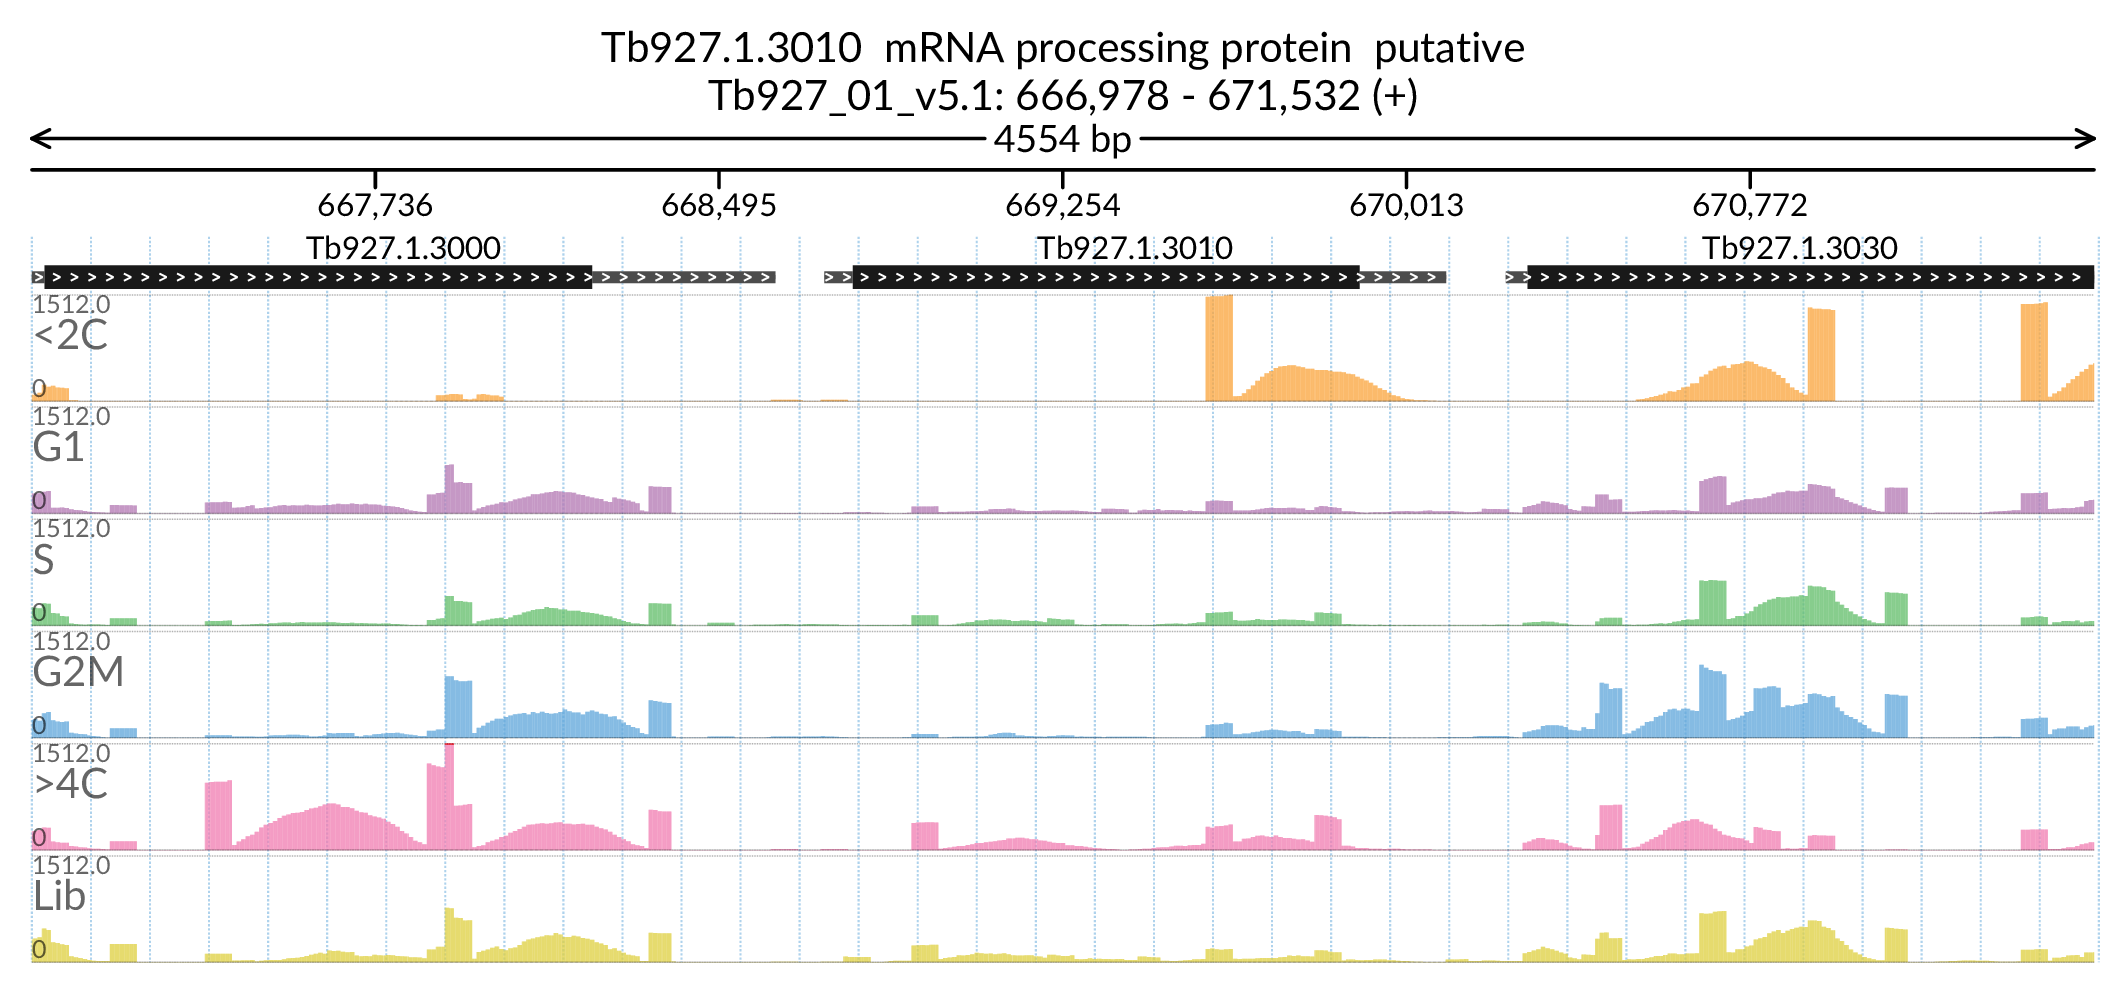 Tb927.1.3010  mRNA processing protein  putative
Tb927_01_v5.1: 666,978 - 671,532 (+)
4554 bp
667,736 668,495 669,254 670,013 670,772
Tb927.1.3000 Tb927.1.3010 Tb927.1.3030
1512.0
<2C
0
1512.0
G1
0
1512.0
S
0
1512.0
G2M
0
1512.0
>4C
0
1512.0
Lib
0